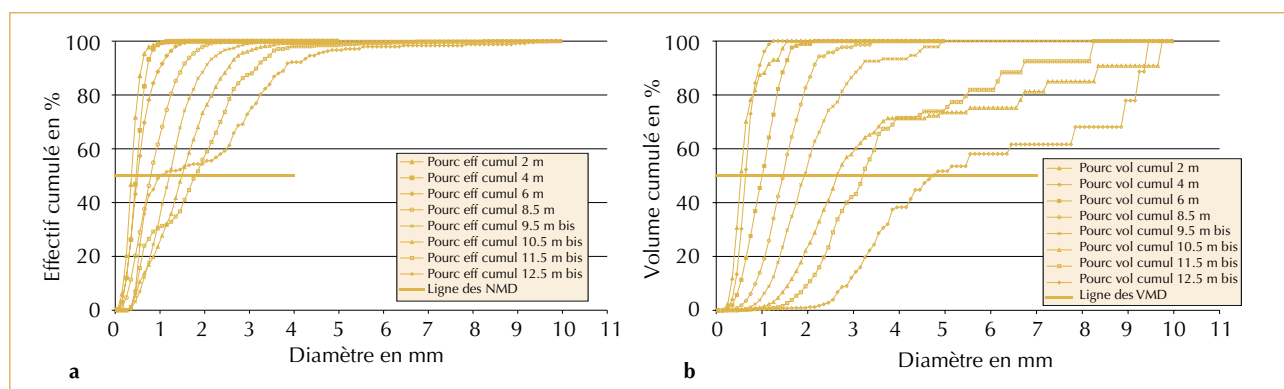 Effectif cumulé en %
100
80
60
40
20
0
0 1 2 3 4 5 6 7 8 9 10 11
Diamètre en mm
Pourc eff cumul 2 m
Pourc eff cumul 4 m
Pourc eff cumul 6 m
Pourc eff cumul 8.5 m
Pourc eff cumul 9.5 m bis
Pourc eff cumul 10.5 m bis
Pourc eff cumul 11.5 m bis
Pourc eff cumul 12.5 m bis
Ligne des NMD
a
Volume cumulé en %
100
80
60
40
20
0
0 1 2 3 4 5 6 7 8 9 10 11
Diamètre en mm
Pourc vol cumul 2 m
Pourc vol cumul 4 m
Pourc vol cumul 6 m
Pourc vol cumul 8.5 m
Pourc vol cumul 9.5 m bis
Pourc vol cumul 10.5 m bis
Pourc vol cumul 11.5 m bis
Pourc vol cumul 12.5 m bis
Ligne des VMD
b